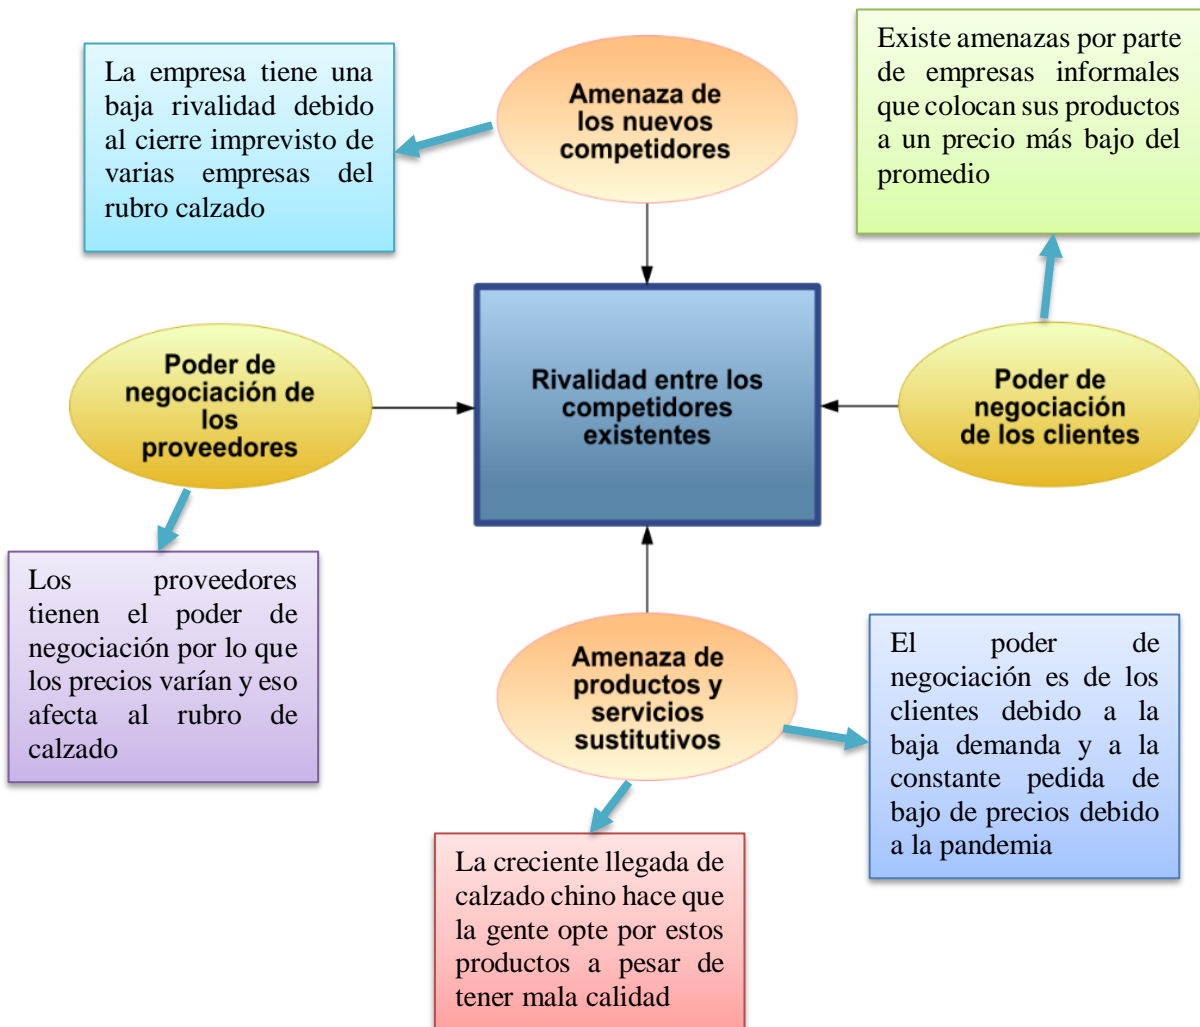 La empresa tiene una
baja rivalidad debido
al cierre imprevisto de
varias empresas del
rubro calzado
Amenaza de
los nuevos
competidores
Existe amenazas por parte
de empresas informales
que colocan sus productos
a un precio más bajo del
promedio
Poder de
negociación de
los
proveedores
Rivalidad entre los
competidores
existentes
Poder de
negociación
de los clientes
Los proveedores
tienen el poder de
negociación por lo que
los precios varían y eso
afecta al rubro de
calzado
Amenaza de
productos y
servicios
sustitutivos
El poder de
negociación es de los
clientes debido a la
baja demanda y a la
constante pedida de
bajo de precios debido
a la pandemia
La creciente llegada de
calzado chino hace que
la gente opte por estos
productos a pesar de
tener mala calidad